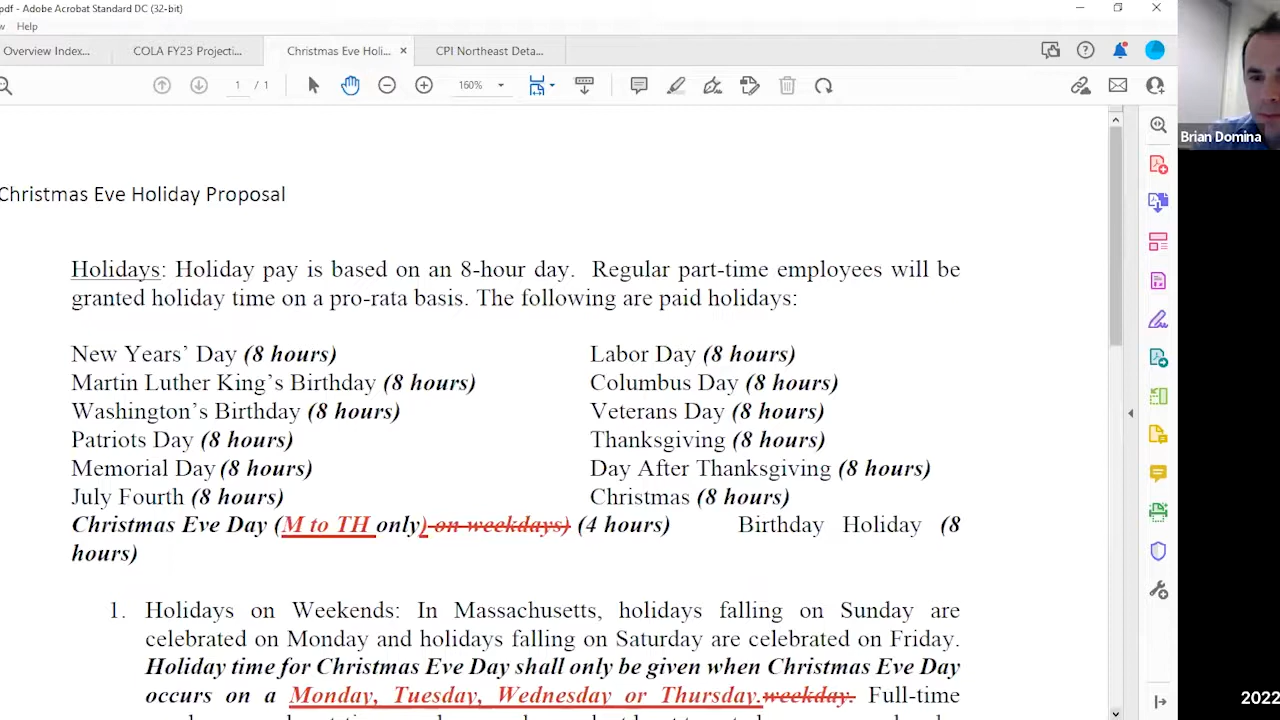 pdf - Adobe Acrobat Standard DC (32-bit)
Help
Overview Index...
COLA FY23 Projecti...
Christmas Eve Holi... ×
CPI Northeast Deta...
1 / 1
160%
Brian Domina
Christmas Eve Holiday Proposal
Holidays: Holiday pay is based on an 8-hour day. Regular part-time employees will be
granted holiday time on a pro-rata basis. The following are paid holidays:
New Years' Day (8 hours)
Labor Day (8 hours)
Martin Luther King's Birthday (8 hours)
Columbus Day (8 hours)
Washington's Birthday (8 hours)
Veterans Day (8 hours)
Patriots Day (8 hours)
Thanksgiving (8 hours)
Memorial Day (8 hours)
Day After Thanksgiving (8 hours)
July Fourth (8 hours)
Christmas (8 hours)
Christmas Eve Day (M to TH only) on weekdays) (4 hours) Birthday Holiday (8
hours)
1. Holidays on Weekends: In Massachusetts, holidays falling on Sunday are
celebrated on Monday and holidays falling on Saturday are celebrated on Friday.
Holiday time for Christmas Eve Day shall only be given when Christmas Eve Day
occurs on a Monday, Tuesday, Wednesday or Thursday. weekday. Full-time
2022